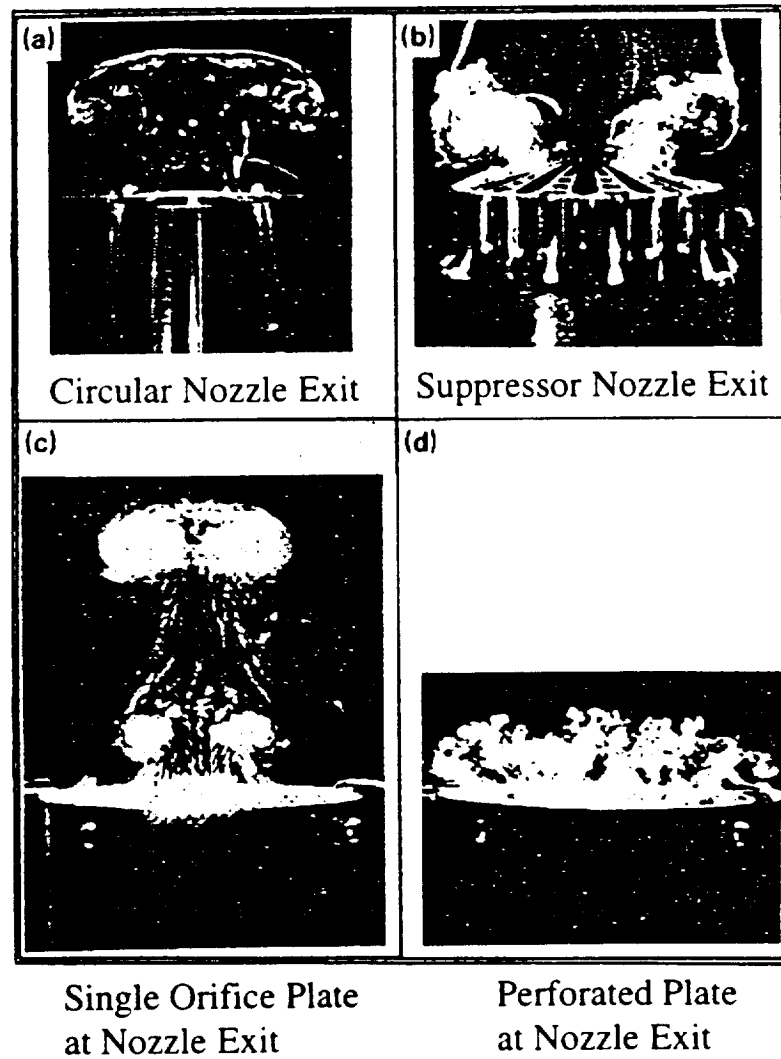 (a)
(b)
Circular Nozzle Exit
Suppressor Nozzle Exit
(c)
(d)
Single Orifice Plate
at Nozzle Exit
Perforated Plate
at Nozzle Exit